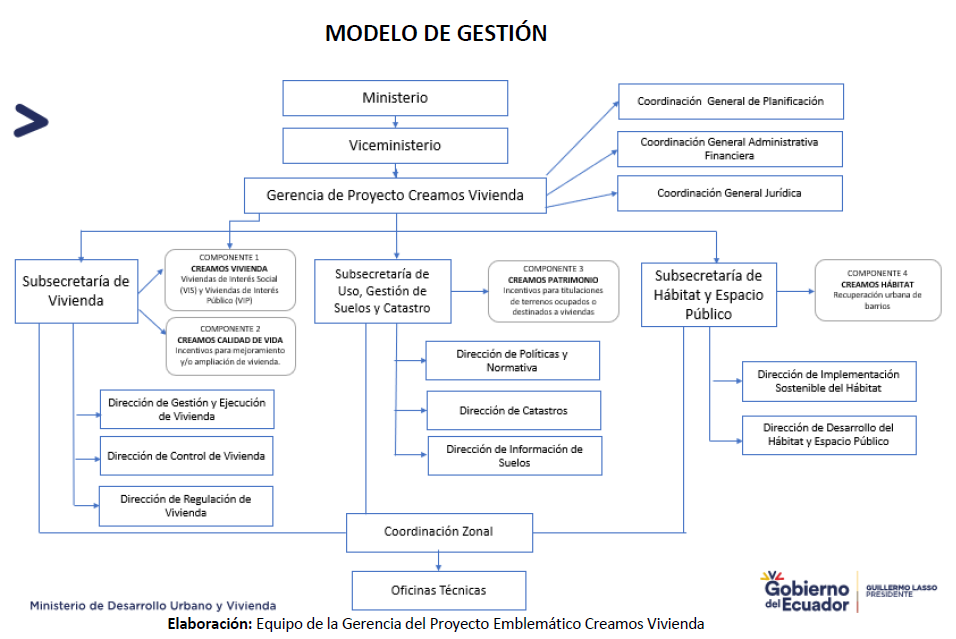 MODELO DE GESTIÓN
Ministerio
Viceministerio
Gerencia de Proyecto Creamos Vivienda
Coordinación General de Planificación
Coordinación General Administrativa
Financiera
Coordinación General Jurídica
Subsecretaría de
Vivienda
COMPONENTE 1
CREAMOS VIVIENDA
Viviendas de Interés Social
(VIS) y Viviendas de Interés
Público (VIP)
COMPONENTE 2
CREAMOS CALIDAD DE VIDA
Incentivos para mejoramiento
y/o ampliación de vivienda.
Subsecretaría de
Uso, Gestión de
Suelos y Catastro
COMPONENTE 3
CREAMOS PATRIMONIO
Incentivos para titulaciones
de terrenos ocupados o
destinados a viviendas
Subsecretaría de
Hábitat y Espacio
Público
COMPONENTE 4
CREAMOS HÁBITAT
Recuperación urbana de
barrios
Dirección de Gestión y Ejecución
de Vivienda
Dirección de Control de Vivienda
Dirección de Regulación de
Vivienda
Dirección de Políticas y
Normativa
Dirección de Catastros
Dirección de Información de
Suelos
Dirección de Implementación
Sostenible del Hábitat
Dirección de Desarrollo del
Hábitat y Espacio Público
Coordinación Zonal
Oficinas Técnicas
Ministerio de Desarrollo Urbano y Vivienda
Gobierno
del Ecuador
GUILLERMO LASSO
PRESIDENTE
Elaboración: Equipo de la Gerencia del Proyecto Emblemático Creamos Vivienda